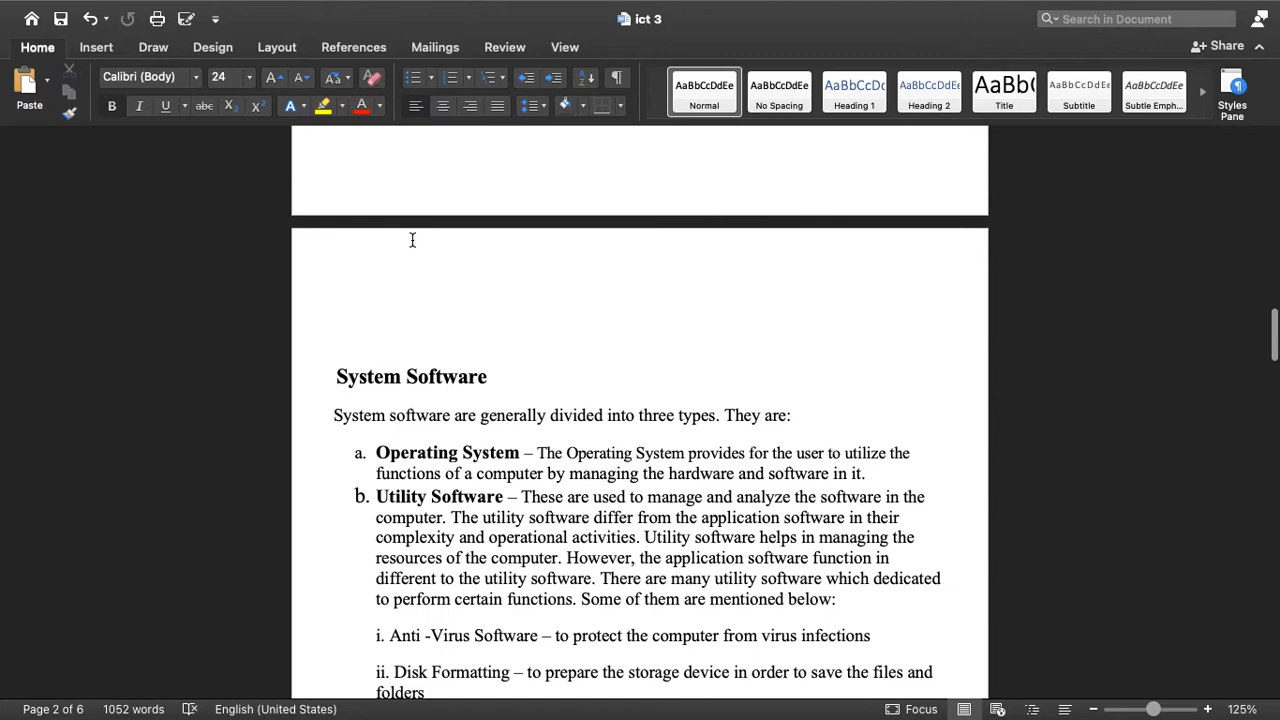 ict 3
Search in Document
Home Insert Draw Design Layout References Mailings Review View
Share
Paste
Calibri (Body) 24
AaBbCcDdEe AaBbCcDdEe AaBbCcDc AaBbCcDdEe AaBbC( AaBbCcDdEe AaBbCcDdEe
Normal No Spacing Heading 1 Heading 2 Title Subtitle Subtle Emph...
Styles
Pane
System Software
System software are generally divided into three types. They are:
a. Operating System – The Operating System provides for the user to utilize the
functions of a computer by managing the hardware and software in it.
b. Utility Software – These are used to manage and analyze the software in the
computer. The utility software differ from the application software in their
complexity and operational activities. Utility software helps in managing the
resources of the computer. However, the application software function in
different to the utility software. There are many utility software which dedicated
to perform certain functions. Some of them are mentioned below:
i. Anti -Virus Software – to protect the computer from virus infections
ii. Disk Formatting – to prepare the storage device in order to save the files and
folders
Page 2 of 6 1052 words English (United States) Focus 125%